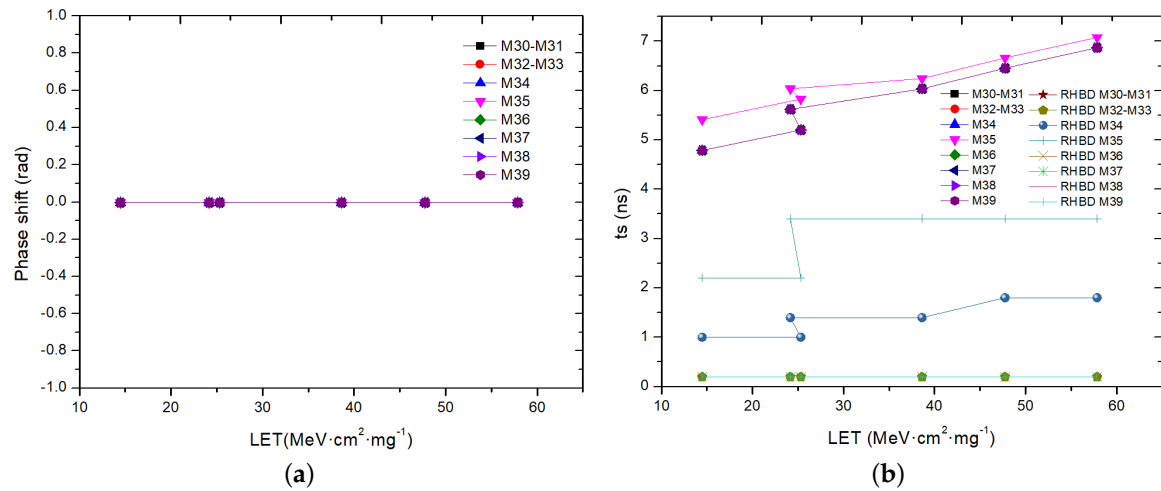 1.0
0.8
0.6
0.4
0.2
0.0
-0.2
-0.4
-0.6
-0.8
-1.0
Phase shift (rad)
10 20 30 40 50 60
LET(MeV·cm²·mg⁻¹)
M30-M31
M32-M33
M34
M35
M36
M37
M38
M39
(a)
7
6
5
4
3
2
1
0
ts (ns)
10 20 30 40 50 60
LET (MeV·cm²·mg⁻¹)
M30-M31 RHBD M30-M31
M32-M33 RHBD M32-M33
M34 RHBD M34
M35 RHBD M35
M36 RHBD M36
M37 RHBD M37
M38 RHBD M38
M39 RHBD M39
(b)